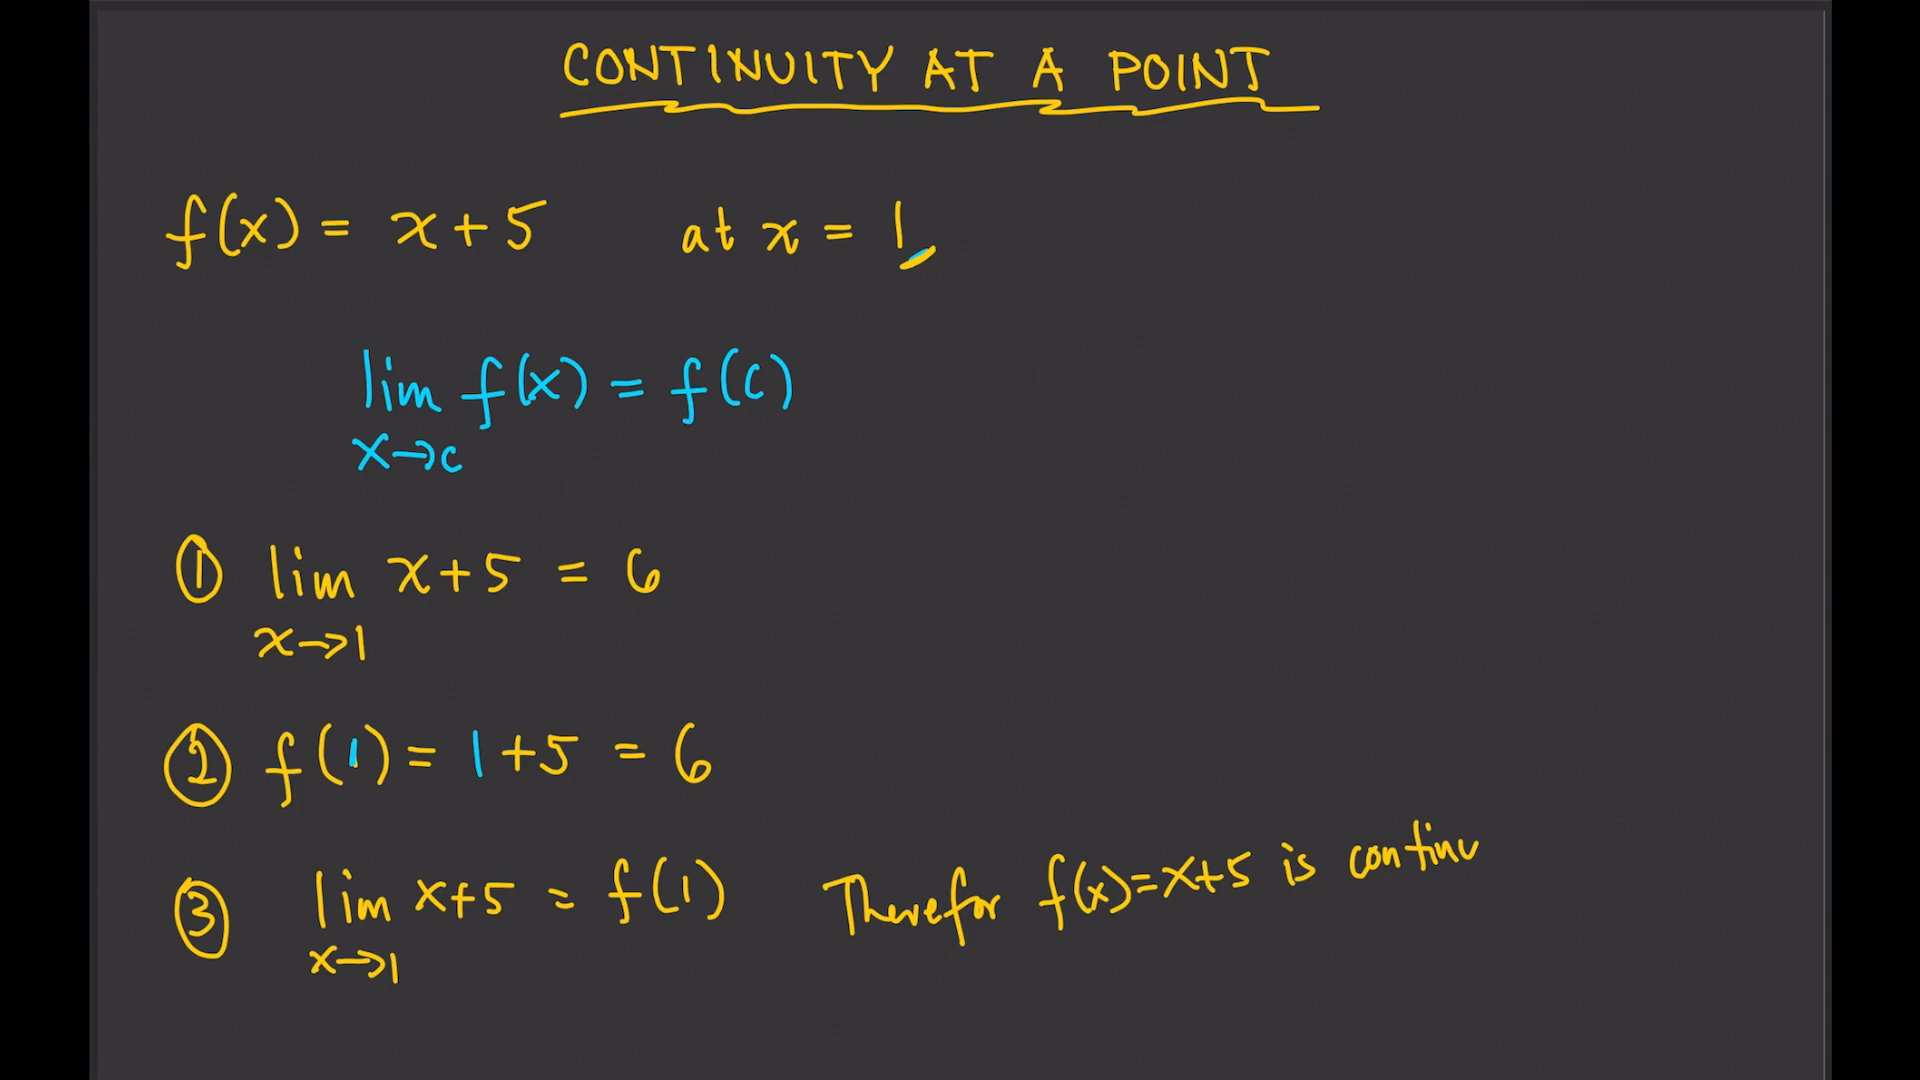 CONTINUITY AT A POINT
f(x) = x+5 at x = 1
lim f(x) = f(c)
x→c
① lim x+5 = 6
x→1
② f(1) = 1+5 = 6
③ lim x+5 = f(1) Therefor f(x)=x+5 is continu
x→1